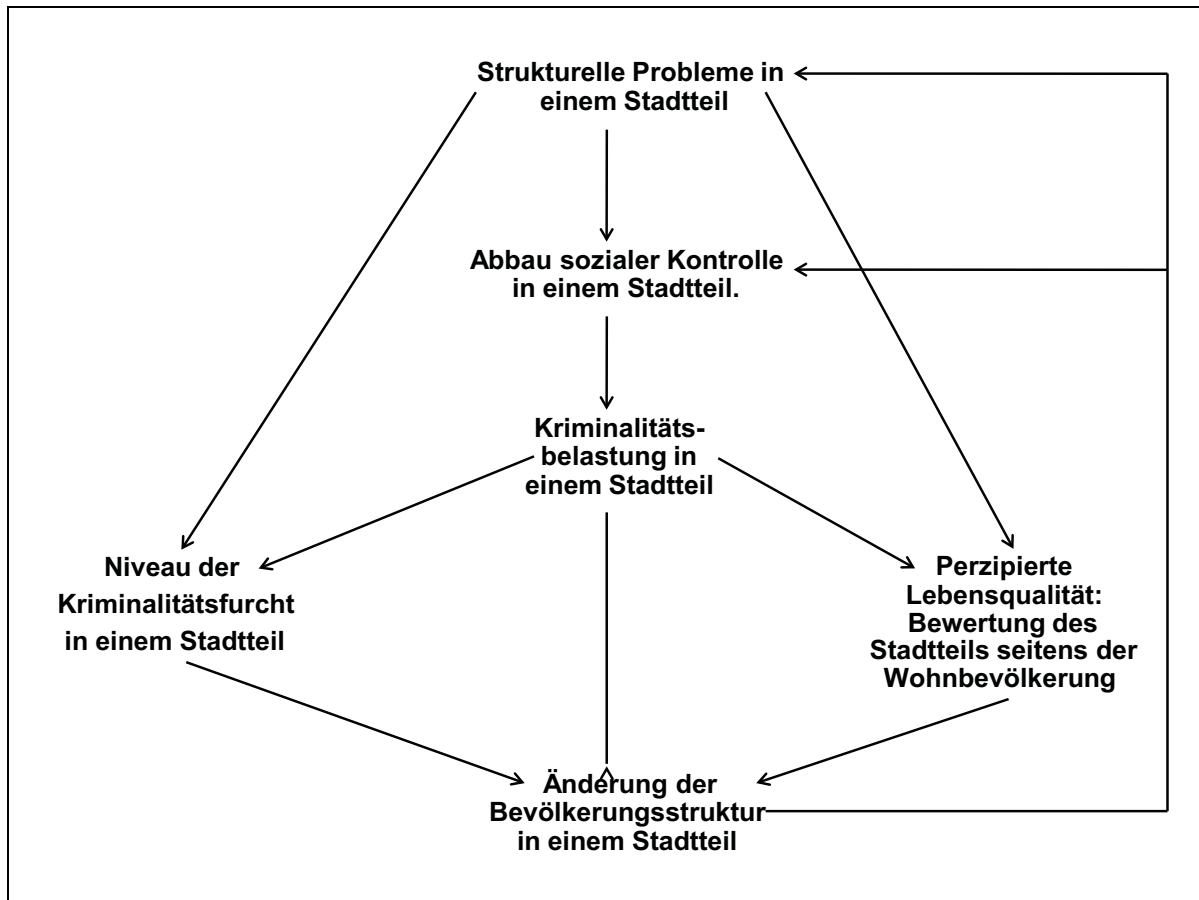 Strukturelle Probleme in
einem Stadtteil
Abbau sozialer Kontrolle
in einem Stadtteil.
Kriminalitäts-
belastung in
einem Stadtteil
Niveau der
Kriminalitätsfurcht
in einem Stadtteil
Perzipierte
Lebensqualität:
Bewertung des
Stadtteils seitens der
Wohnbevölkerung
Änderung der
Bevölkerungsstruktur
in einem Stadtteil